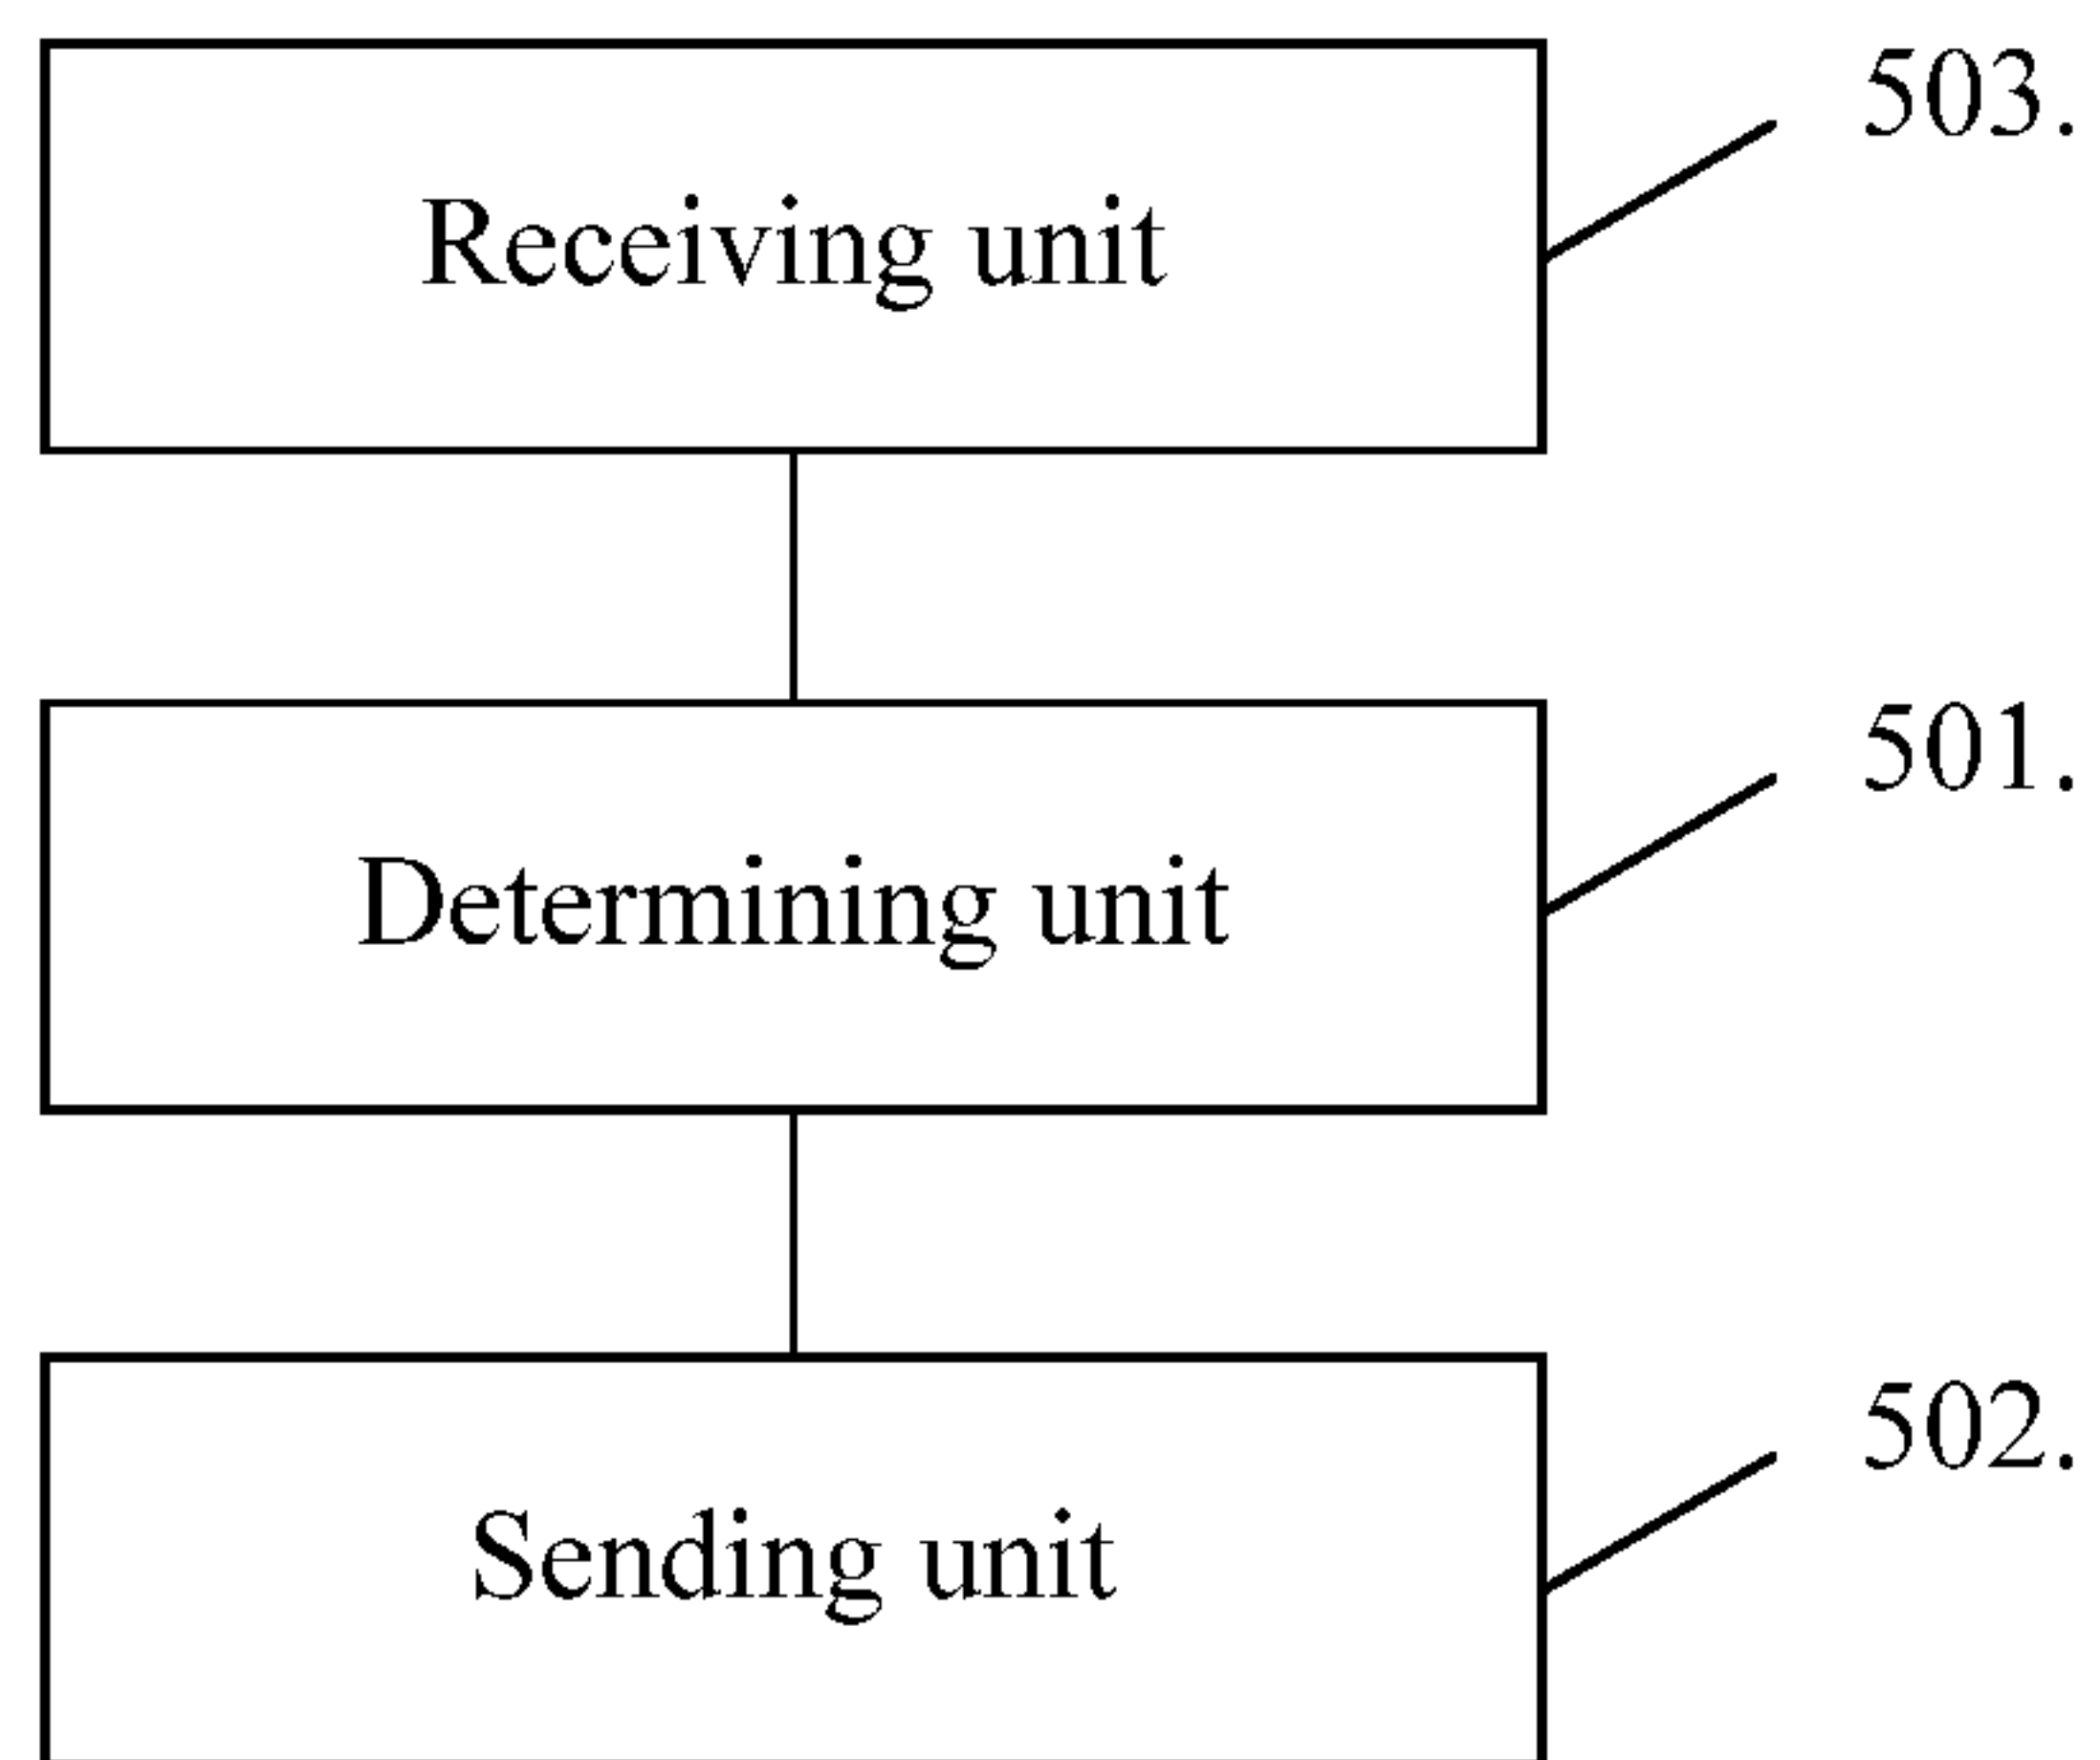 503.
Receiving unit
501.
Determining unit
502.
Sending unit